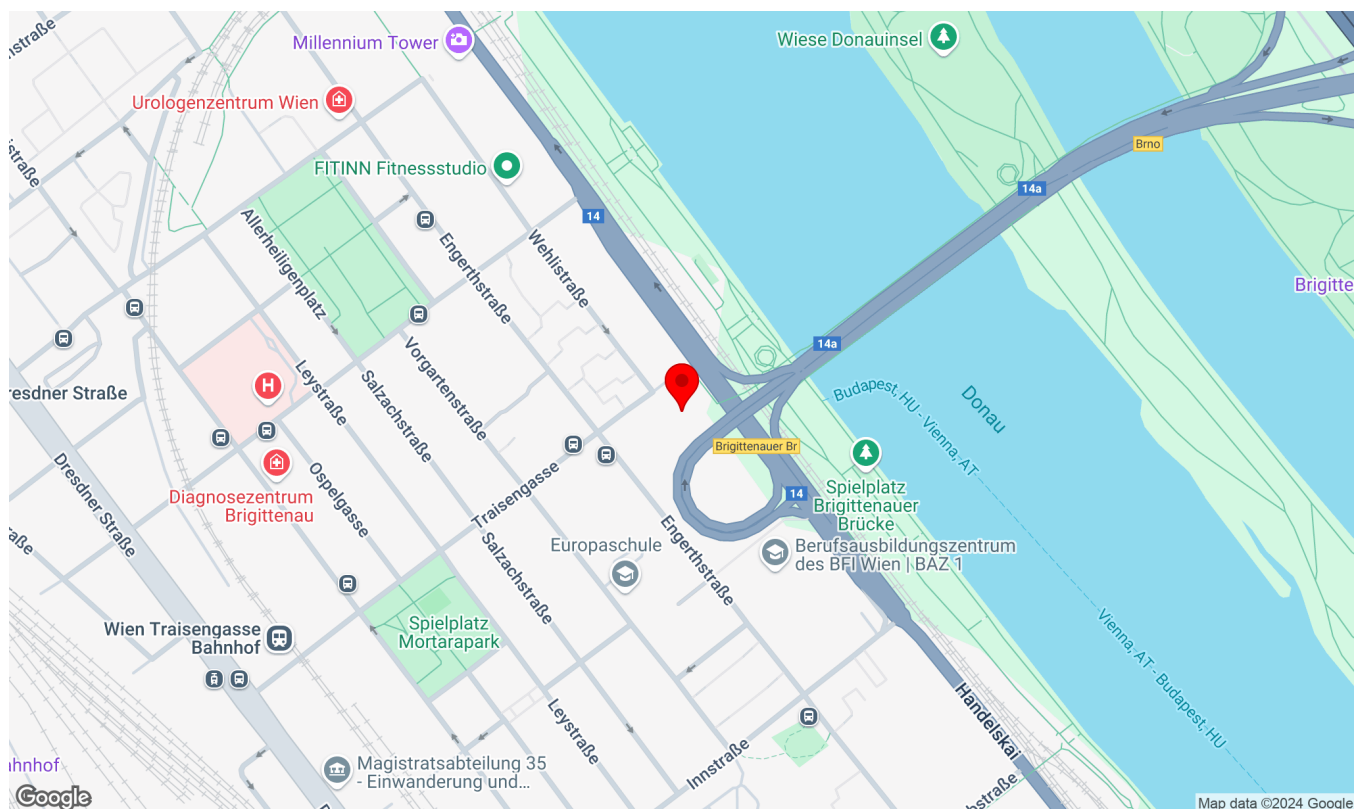 nstraße
Millennium Tower
Wiese Donauinsel
Urologenzentrum Wien
Brno
FITINN Fitnessstudio
14a
14
Allerheiligenplatz
Engerthstraße
Wehlistraße
Brigitte
14a
Vorgartenstraße
Leystraße
Salzachstraße
H
resdner Straße
Budapest, HU - Vienna, AT
Donau
Brigittenauer Br
Dresdner Straße
Diagnosezentrum
Brigittenau
Ospelgasse
Traisengasse
14
Spielplatz
Brigittenauer
Brücke
Europaschule
Engerthstraße
Berufsausbildungszentrum
des BFI Wien | BAZ 1
Salzachstraße
Wien Traisengasse
Bahnhof
Spielplatz
Mortarapark
Vienna, AT - Budapest, HU
Handelskai
Leystraße
Innstraße
Magistratsabteilung 35
- Einwanderung und...
Google
Map data ©2024 Google